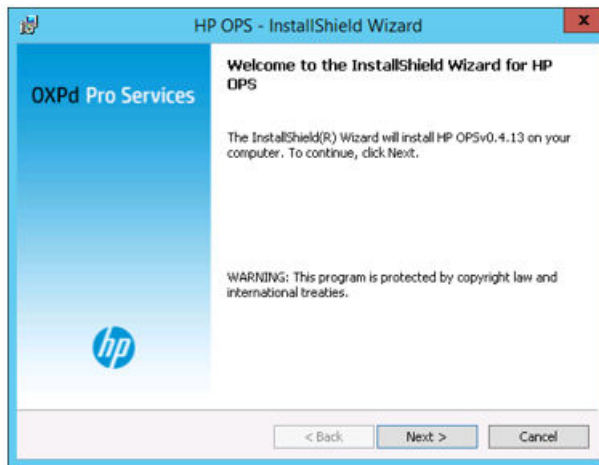 HP OPS - InstallShield Wizard
x
OXPd Pro Services
Welcome to the InstallShield Wizard for HP
OPS
The InstallShield(R) Wizard will install HP OPSv0.4.13 on your
computer. To continue, click Next.
WARNING: This program is protected by copyright law and
international treaties.
hp
< Back
Next >
Cancel